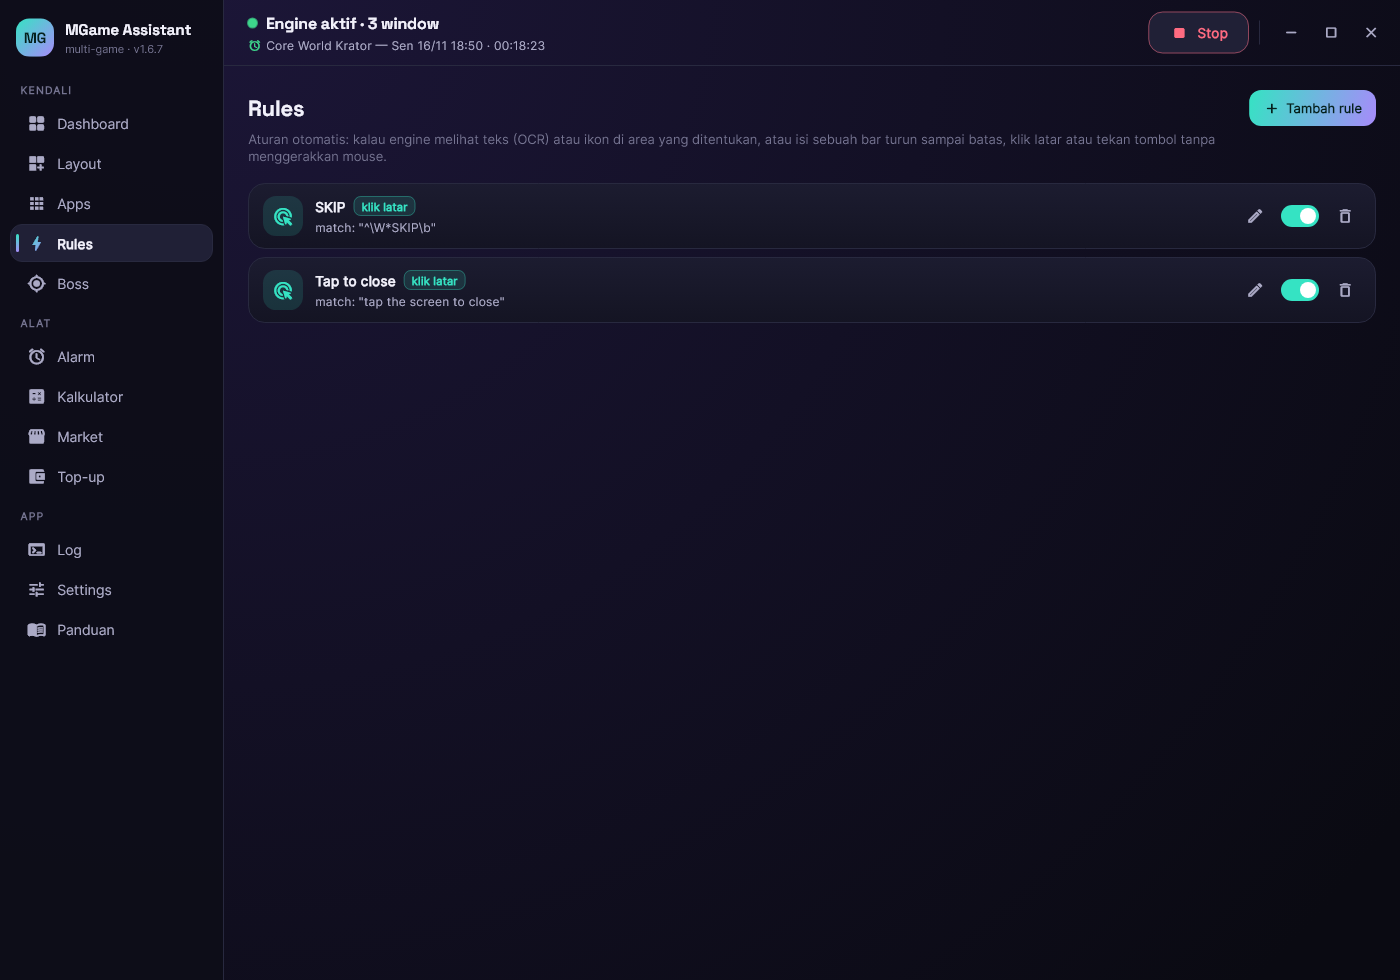 MG
MGame Assistant
multi-game · v1.6.7
KENDALI
Dashboard
Layout
Apps
Rules
Boss
ALAT
Alarm
Kalkulator
Market
Top-up
APP
Log
Settings
Panduan
Engine aktif · 3 window
Core World Krator — Sen 16/11 18:50 · 00:18:23
Stop
Rules
Tambah rule
Aturan otomatis: kalau engine melihat teks (OCR) atau ikon di area yang ditentukan, atau isi sebuah bar turun sampai batas, klik latar atau tekan tombol tanpa
menggerakkan mouse.
SKIP klik latar
match: "^\W*SKIP\b"
Tap to close klik latar
match: "tap the screen to close"